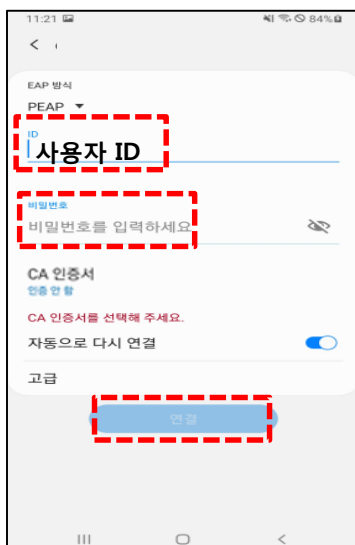 11:21 84%
EAP 방식
PEAP
ID
사용자 ID
비밀번호
비밀번호를 입력하세요
CA 인증서
인증 안 함
CA 인증서를 선택해 주세요.
자동으로 다시 연결
고급
연결